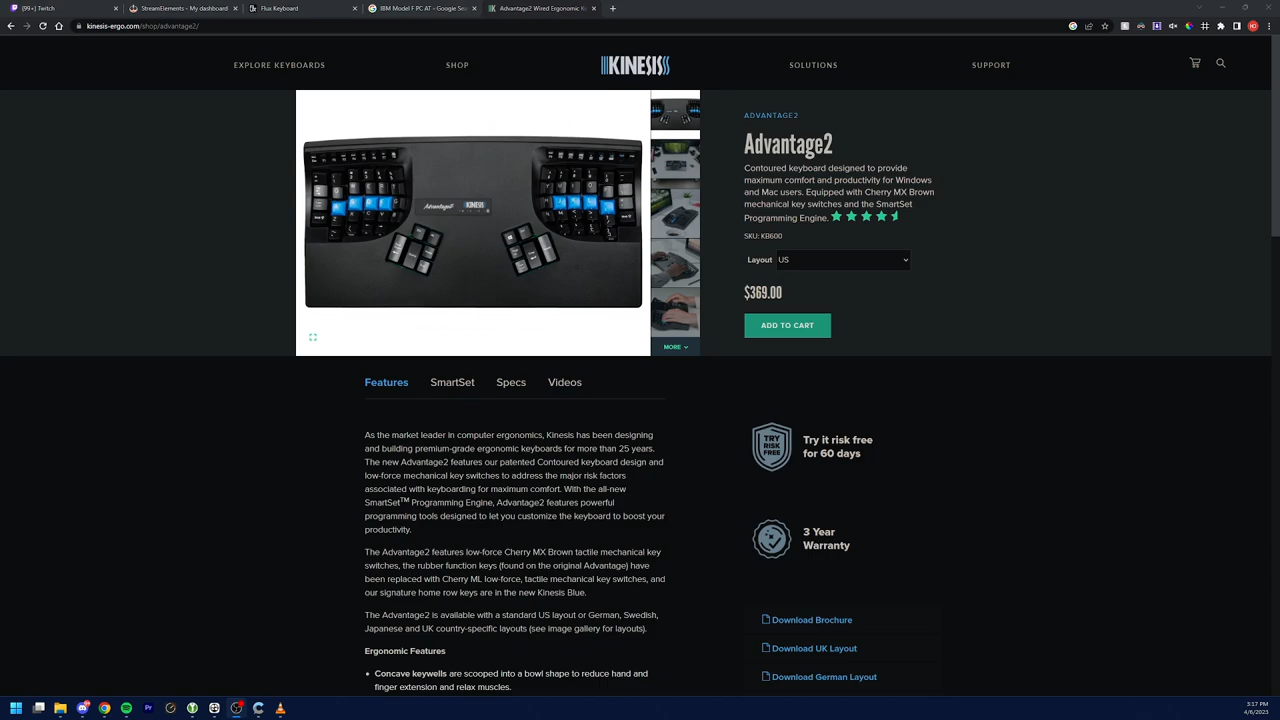 (99+) Twitch
StreamElements - My dashboard
Flux Keyboard
IBM Model F PC AT - Google Sea
Advantage2 Wired Ergonomic K
kinesis-ergo.com/shop/advantage2/
EXPLORE KEYBOARDS
SHOP
KINESIS
SOLUTIONS
SUPPORT
Advantage2
KINESIS
MORE
ADVANTAGE2
Advantage2
Contoured keyboard designed to provide
maximum comfort and productivity for Windows
and Mac users. Equipped with Cherry MX Brown
mechanical key switches and the SmartSet
Programming Engine.
SKU: KB600
Layout US
$369.00
ADD TO CART
Features SmartSet Specs Videos
As the market leader in computer ergonomics, Kinesis has been designing
and building premium-grade ergonomic keyboards for more than 25 years.
The new Advantage2 features our patented Contoured keyboard design and
low-force mechanical key switches to address the major risk factors
associated with keyboarding for maximum comfort. With the all-new
SmartSet™ Programming Engine, Advantage2 features powerful
programming tools designed to let you customize the keyboard to boost your
productivity.
The Advantage2 features low-force Cherry MX Brown tactile mechanical key
switches, the rubber function keys (found on the original Advantage) have
been replaced with Cherry ML low-force, tactile mechanical key switches, and
our signature home row keys are in the new Kinesis Blue.
The Advantage2 is available with a standard US layout or German, Swedish,
Japanese and UK country-specific layouts (see image gallery for layouts).
Ergonomic Features
• Concave keywells are scooped into a bowl shape to reduce hand and
finger extension and relax muscles.
TRY
RISK
FREE
Try it risk free
for 60 days
3 Year
Warranty
Download Brochure
Download UK Layout
Download German Layout
3:17 PM
4/6/2023